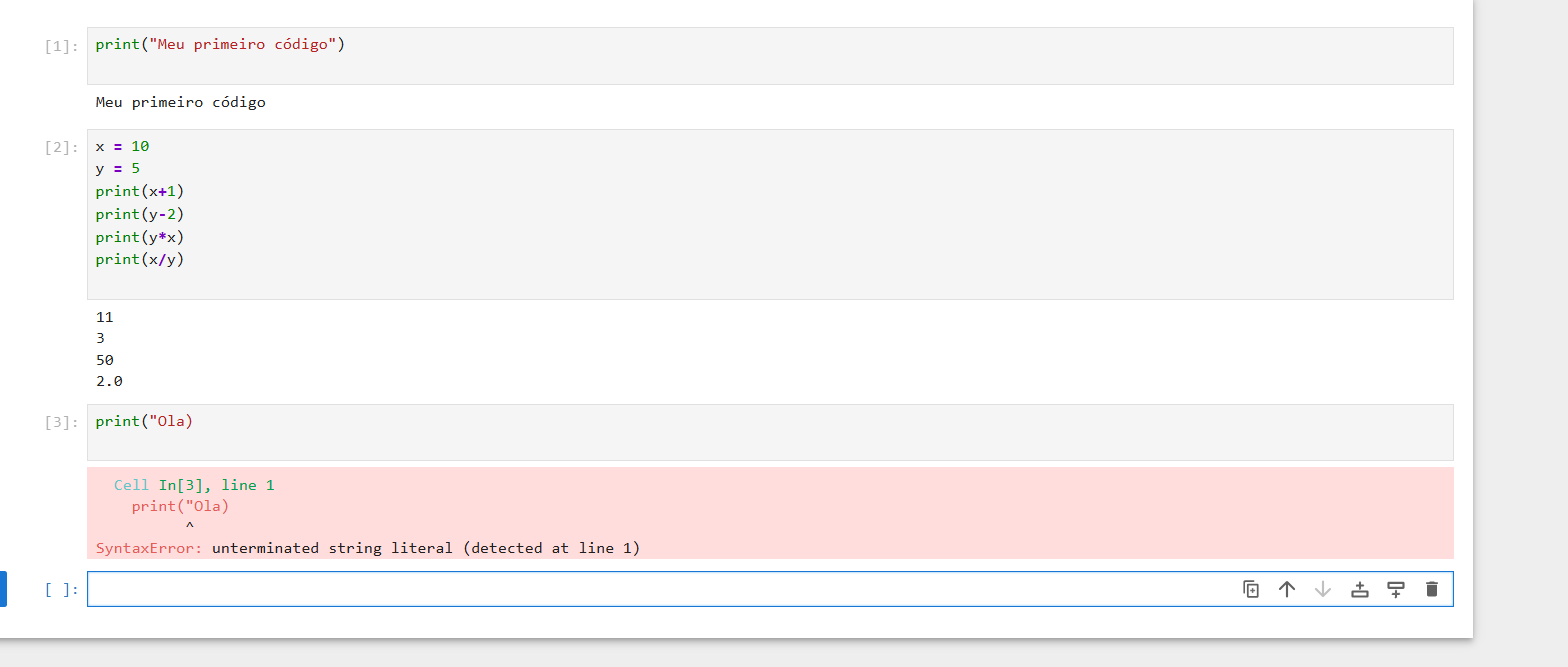 [1]: print("Meu primeiro código")
Meu primeiro código
[2]: x = 10
y = 5
print(x+1)
print(y-2)
print(y*x)
print(x/y)
11
3
50
2.0
[3]: print("Ola)
Cell In[3], line 1
print("Ola)
^
SyntaxError: unterminated string literal (detected at line 1)
[ ]: